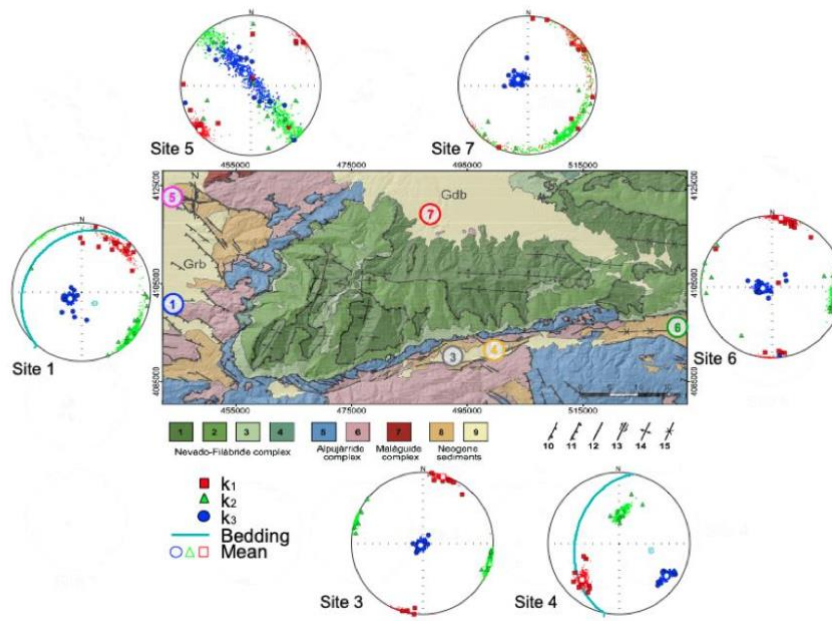 N
N
Site 5
Site 7
455000
475000
495000
515000
4125000
4125000
N
5
Gdb
7
N
Grb
N
4105000
4105000
1
6
3
4
Site 1
Site 6
4085000
4085000
455000
475000
495000
515000
1 2 3 4 5 6 7 8 9 10 11 12 13 14 15
Nevado-Filábride complex
Alpujárride complex
Maláguide complex
Neogene sediments
k1
k2
k3
Bedding
Mean
N
N
Site 3
Site 4